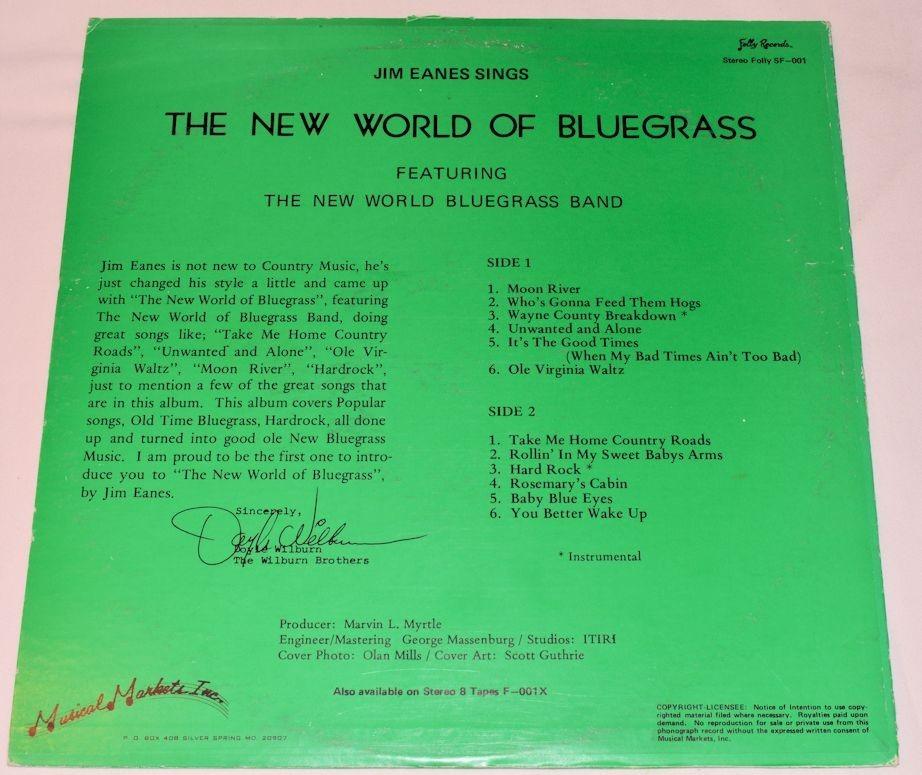 Folly Records
Stereo Folly SF-001
JIM EANES SINGS
THE NEW WORLD OF BLUEGRASS
FEATURING
THE NEW WORLD BLUEGRASS BAND
Jim Eanes is not new to Country Music, he's
just changed his style a little and came up
with "The New World of Bluegrass", featuring
The New World of Bluegrass Band, doing
great songs like; "Take Me Home Country
Roads", "Unwanted and Alone", "Ole Vir-
ginia Waltz", "Moon River", "Hardrock",
just to mention a few of the great songs that
are in this album. This album covers Popular
songs, Old Time Bluegrass, Hardrock, all done
up and turned into good ole New Bluegrass
Music. I am proud to be the first one to intro-
duce you to "The New World of Bluegrass",
by Jim Eanes.
Sincerely,
Doyle Wilburn
Doyle Wilburn
The Wilburn Brothers
SIDE 1
1. Moon River
2. Who's Gonna Feed Them Hogs
3. Wayne County Breakdown *
4. Unwanted and Alone
5. It's The Good Times
(When My Bad Times Ain't Too Bad)
6. Ole Virginia Waltz
SIDE 2
1. Take Me Home Country Roads
2. Rollin' In My Sweet Babys Arms
3. Hard Rock *
4. Rosemary's Cabin
5. Baby Blue Eyes
6. You Better Wake Up
* Instrumental
Producer: Marvin L. Myrtle
Engineer/Mastering George Massenburg / Studios: ITIRI
Cover Photo: Olan Mills / Cover Art: Scott Guthrie
Also available on Stereo 8 Tapes F-001X
Musical Markets Inc.
P. O. BOX 408 SILVER SPRING MD. 20907
COPYRIGHT-LICENSEE: Notice of Intention to use copy-
righted material filed where necessary. Royalties paid upon
demand. No reproduction for sale or private use from this
phonograph record without the expressed written consent of
Musical Markets, Inc.